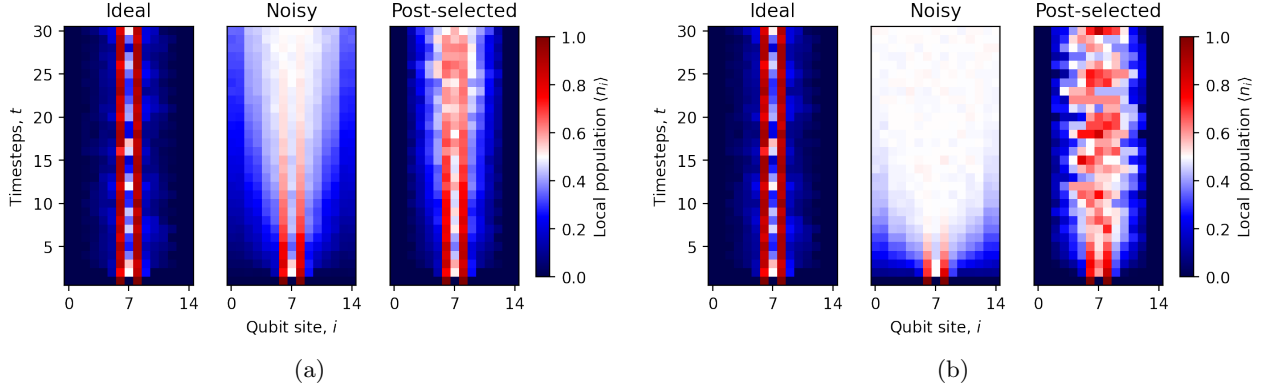 Ideal Noisy Post-selected
30
25
20
15
10
5
Timesteps, t
0 7 14 0 7 14 0 7 14
Qubit site, i
1.0
0.8
0.6
0.4
0.2
0.0
Local population ⟨nᵢ⟩
(a)
Ideal Noisy Post-selected
30
25
20
15
10
5
Timesteps, t
0 7 14 0 7 14 0 7 14
Qubit site, i
1.0
0.8
0.6
0.4
0.2
0.0
Local population ⟨nᵢ⟩
(b)